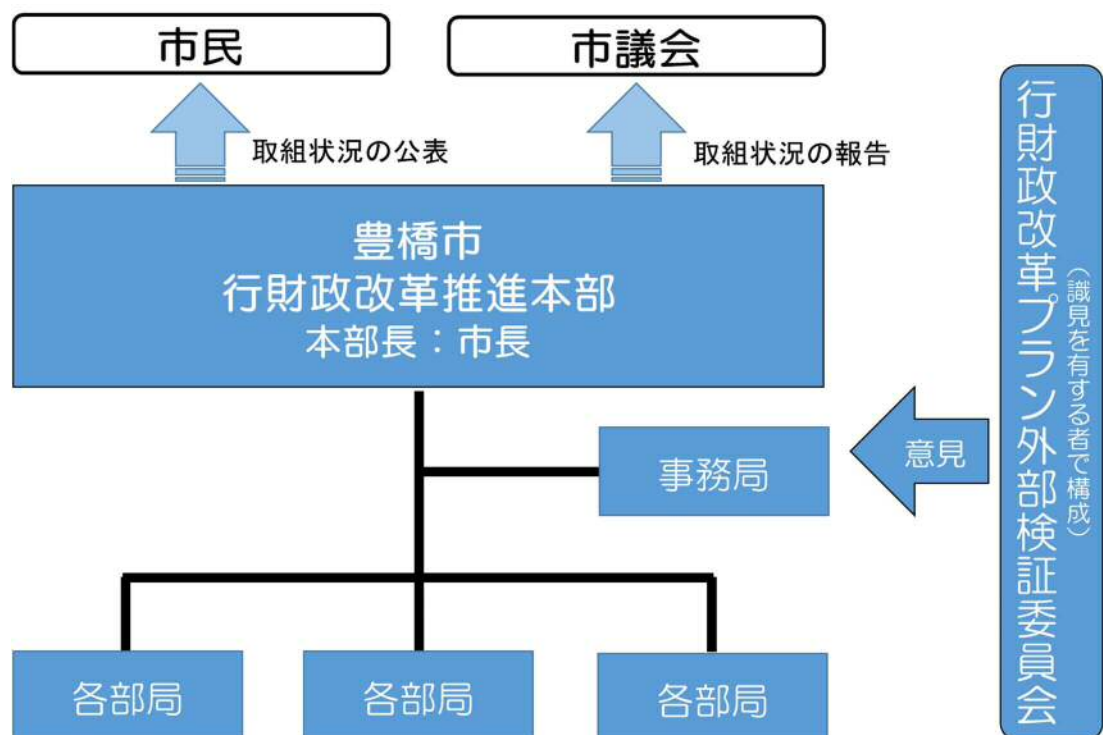 市民
市議会
取組状況の公表
取組状況の報告
豊橋市
行財政改革推進本部
本部長：市長
事務局
意見
各部局
各部局
各部局
行財政改革プラン外部検証委員会
（識見を有する者で構成）